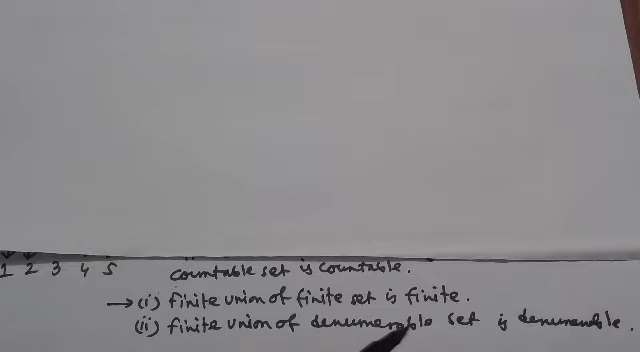 1 2 3 4 5 countable set is countable.
→ (i) finite union of finite set is finite.
(ii) finite union of denumerable set is denumerable.